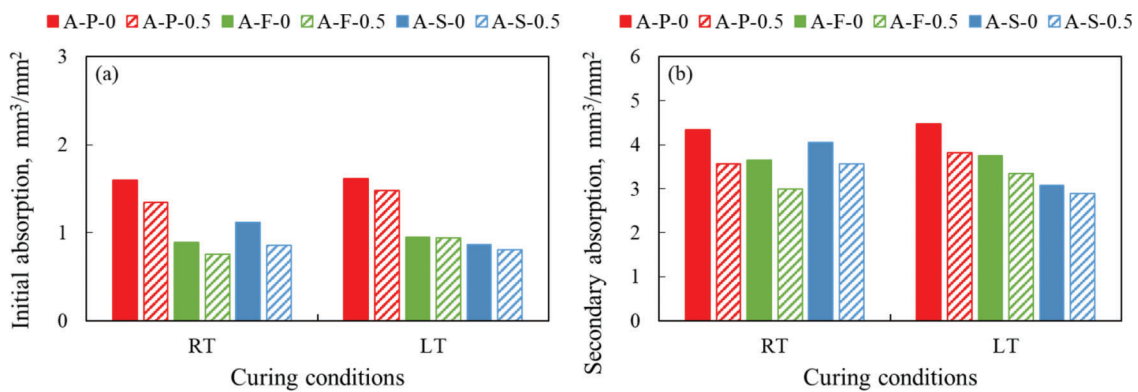 A-P-0 A-P-0.5 A-F-0 A-F-0.5 A-S-0 A-S-0.5
(a)
Initial absorption, mm³/mm²
3
2
1
0
RT LT
Curing conditions
A-P-0 A-P-0.5 A-F-0 A-F-0.5 A-S-0 A-S-0.5
(b)
Secondary absorption, mm³/mm²
6
5
4
3
2
1
0
RT LT
Curing conditions